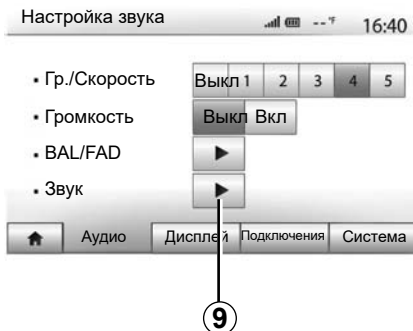 Настройка звука --°F 16:40
• Гр./Скорость Выкл 1 2 3 4 5
• Громкость Выкл Вкл
• BAL/FAD
• Звук
Аудио Дисплей Подключения Система
9